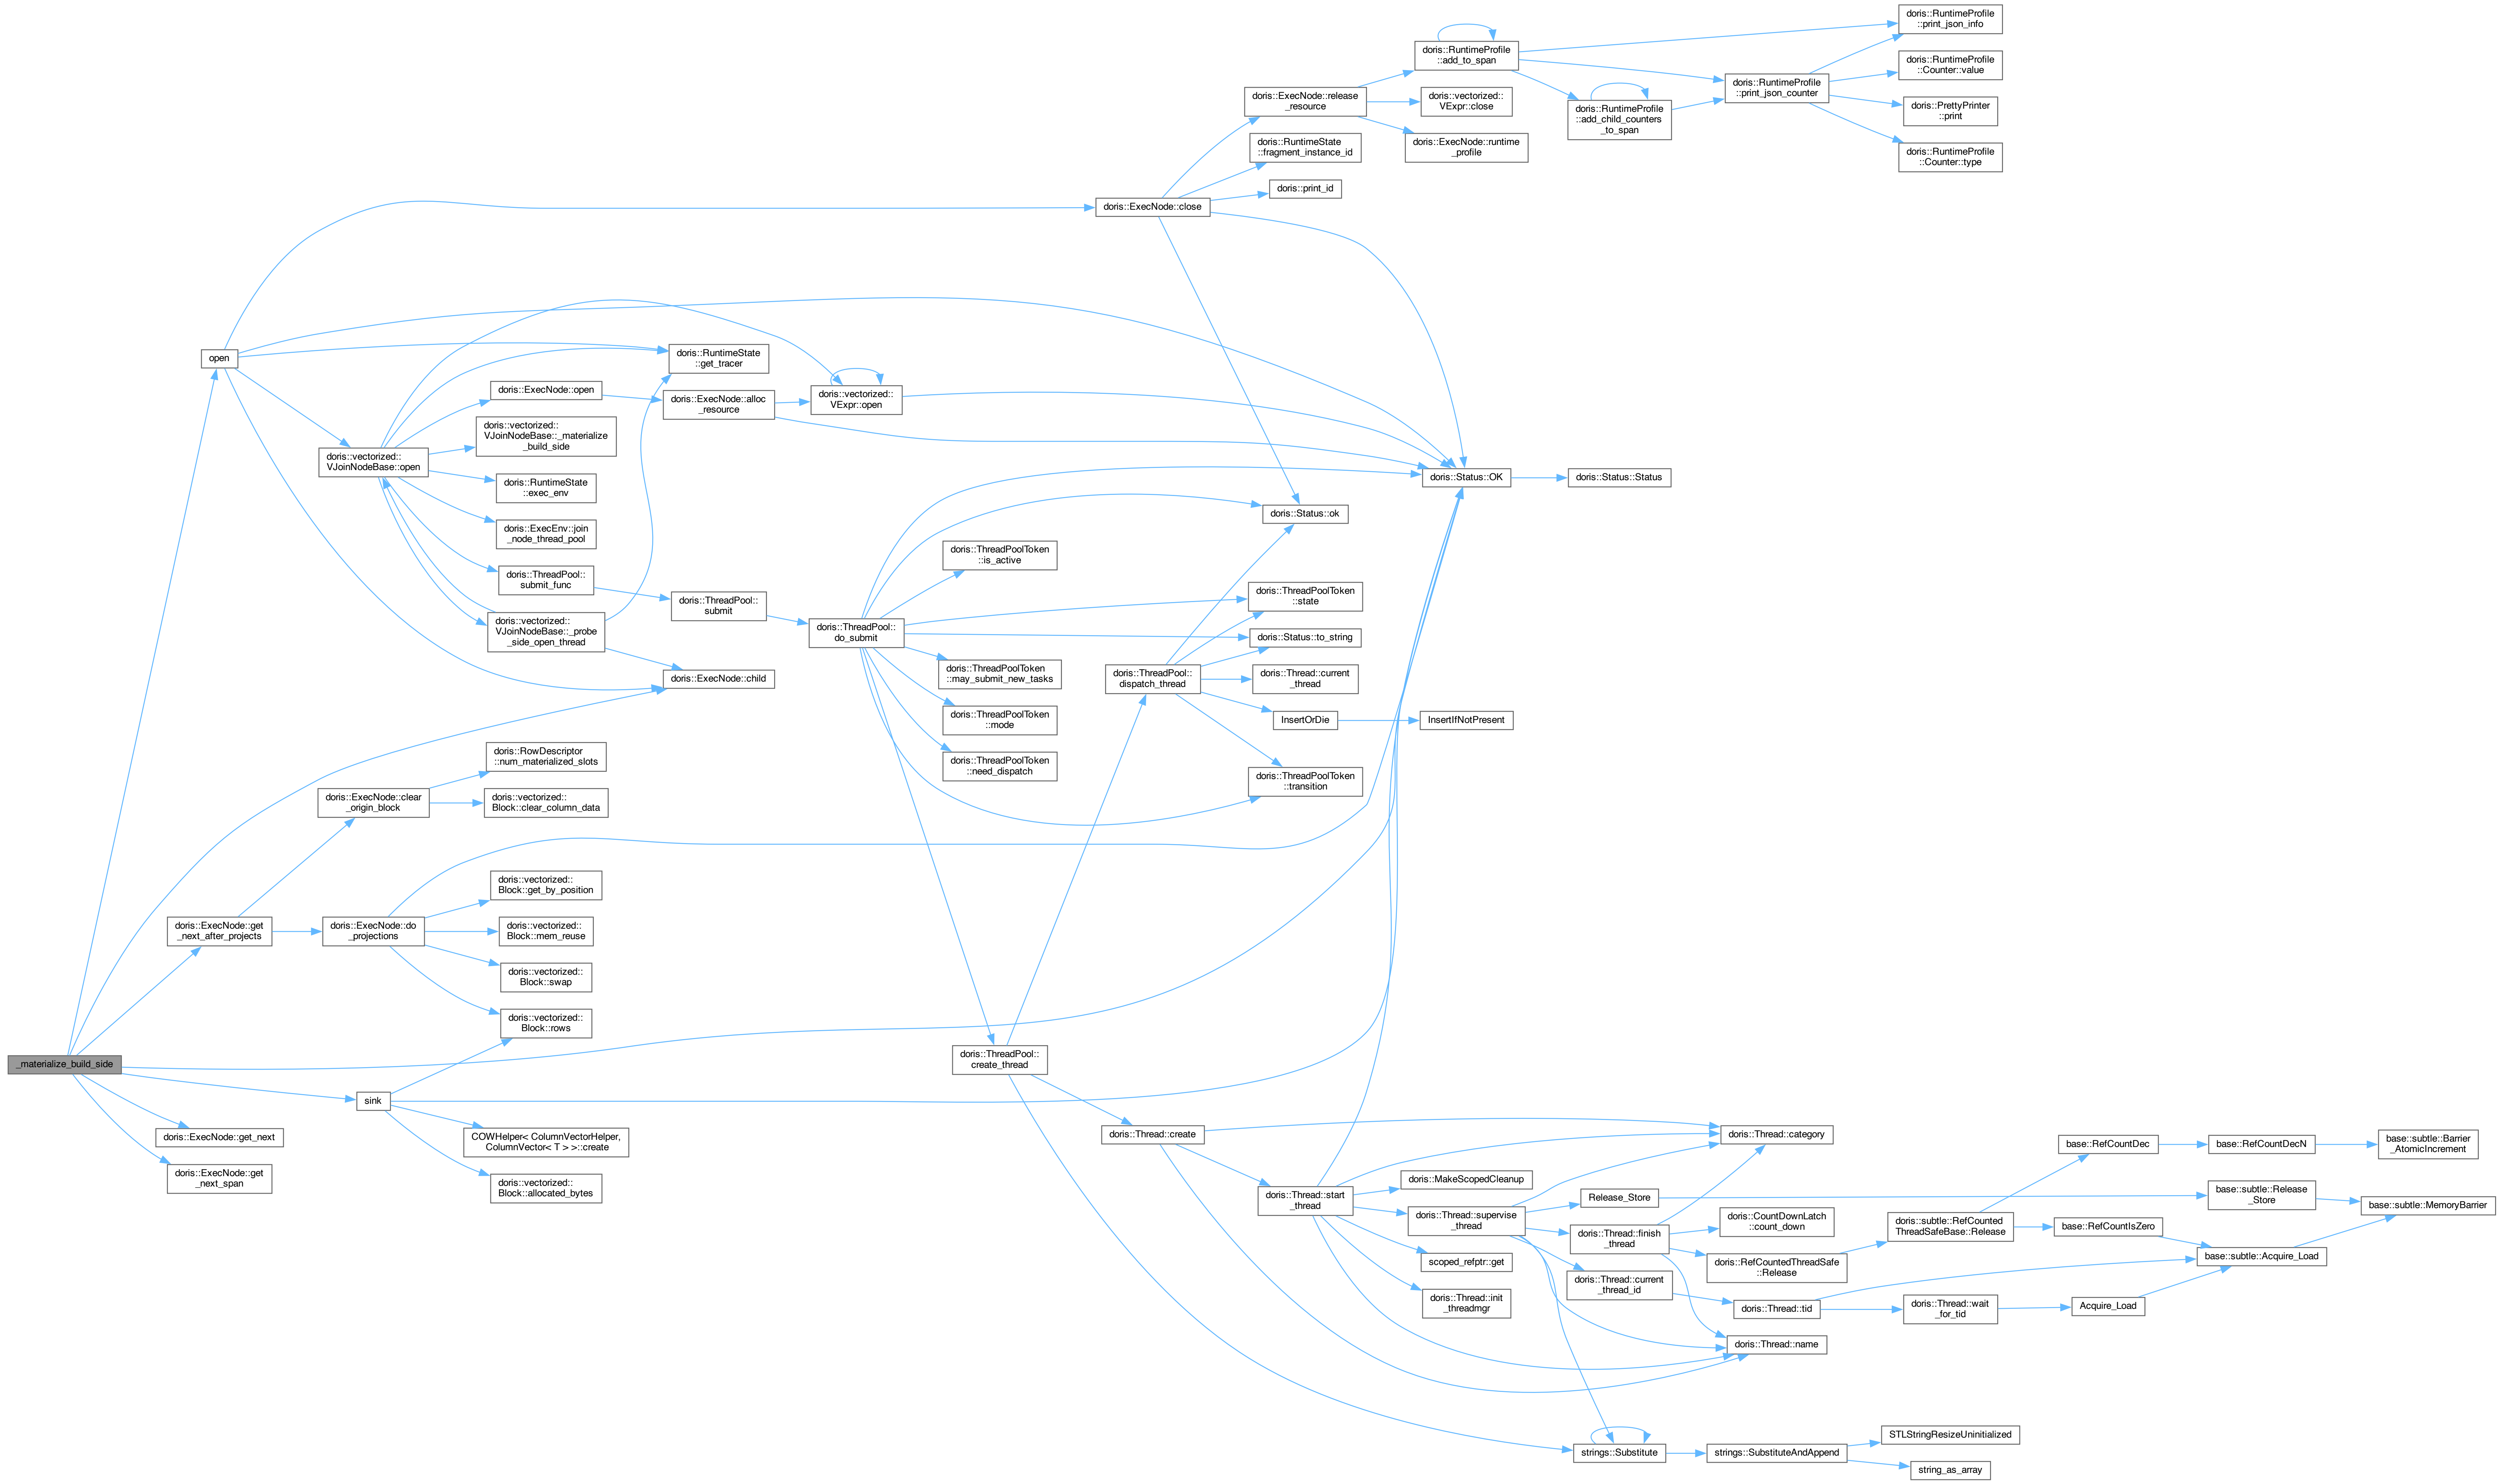 _materialize_build_side
open
doris::ExecNode::get
_next_after_projects
doris::ExecNode::get_next
doris::ExecNode::get
_next_span
doris::vectorized::
VJoinNodeBase::open
doris::ExecNode::clear
_origin_block
doris::ExecNode::do
_projections
sink
doris::ExecNode::open
doris::vectorized::
VJoinNodeBase::_materialize
_build_side
doris::RuntimeState
::exec_env
doris::ExecEnv::join
_node_thread_pool
doris::ThreadPool::
submit_func
doris::vectorized::
VJoinNodeBase::_probe
_side_open_thread
doris::RowDescriptor
::num_materialized_slots
doris::vectorized::
Block::clear_column_data
doris::vectorized::
Block::get_by_position
doris::vectorized::
Block::mem_reuse
doris::vectorized::
Block::swap
doris::vectorized::
Block::rows
COWHelper< ColumnVectorHelper,
ColumnVector< T > >::create
doris::vectorized::
Block::allocated_bytes
doris::RuntimeState
::get_tracer
doris::ExecNode::alloc
_resource
doris::ThreadPool::
submit
doris::ExecNode::child
doris::vectorized::
VExpr::open
doris::ThreadPool::
do_submit
doris::ThreadPoolToken
::is_active
doris::ThreadPoolToken
::may_submit_new_tasks
doris::ThreadPoolToken
::mode
doris::ThreadPoolToken
::need_dispatch
doris::ThreadPool::
create_thread
doris::ExecNode::close
doris::ThreadPool::
dispatch_thread
doris::Thread::create
doris::ExecNode::release
_resource
doris::RuntimeState
::fragment_instance_id
doris::print_id
doris::Status::ok
doris::ThreadPoolToken
::state
doris::Status::to_string
doris::Thread::current
_thread
InsertOrDie
doris::ThreadPoolToken
::transition
doris::Thread::start
_thread
doris::RuntimeProfile
::add_to_span
doris::vectorized::
VExpr::close
doris::ExecNode::runtime
_profile
doris::Status::OK
InsertIfNotPresent
doris::MakeScopedCleanup
doris::Thread::supervise
_thread
scoped_refptr::get
doris::Thread::init
_threadmgr
doris::RuntimeProfile
::add_child_counters
_to_span
doris::Status::Status
Release_Store
doris::Thread::finish
_thread
doris::Thread::current
_thread_id
strings::Substitute
doris::RuntimeProfile
::print_json_counter
doris::Thread::category
doris::CountDownLatch
::count_down
doris::RefCountedThreadSafe
::Release
doris::Thread::tid
doris::Thread::name
strings::SubstituteAndAppend
doris::RuntimeProfile
::print_json_info
doris::RuntimeProfile
::Counter::value
doris::PrettyPrinter
::print
doris::RuntimeProfile
::Counter::type
doris::subtle::RefCounted
ThreadSafeBase::Release
doris::Thread::wait
_for_tid
STLStringResizeUninitialized
string_as_array
base::RefCountDec
base::RefCountIsZero
Acquire_Load
base::RefCountDecN
base::subtle::Release
_Store
base::subtle::Acquire_Load
base::subtle::Barrier
_AtomicIncrement
base::subtle::MemoryBarrier